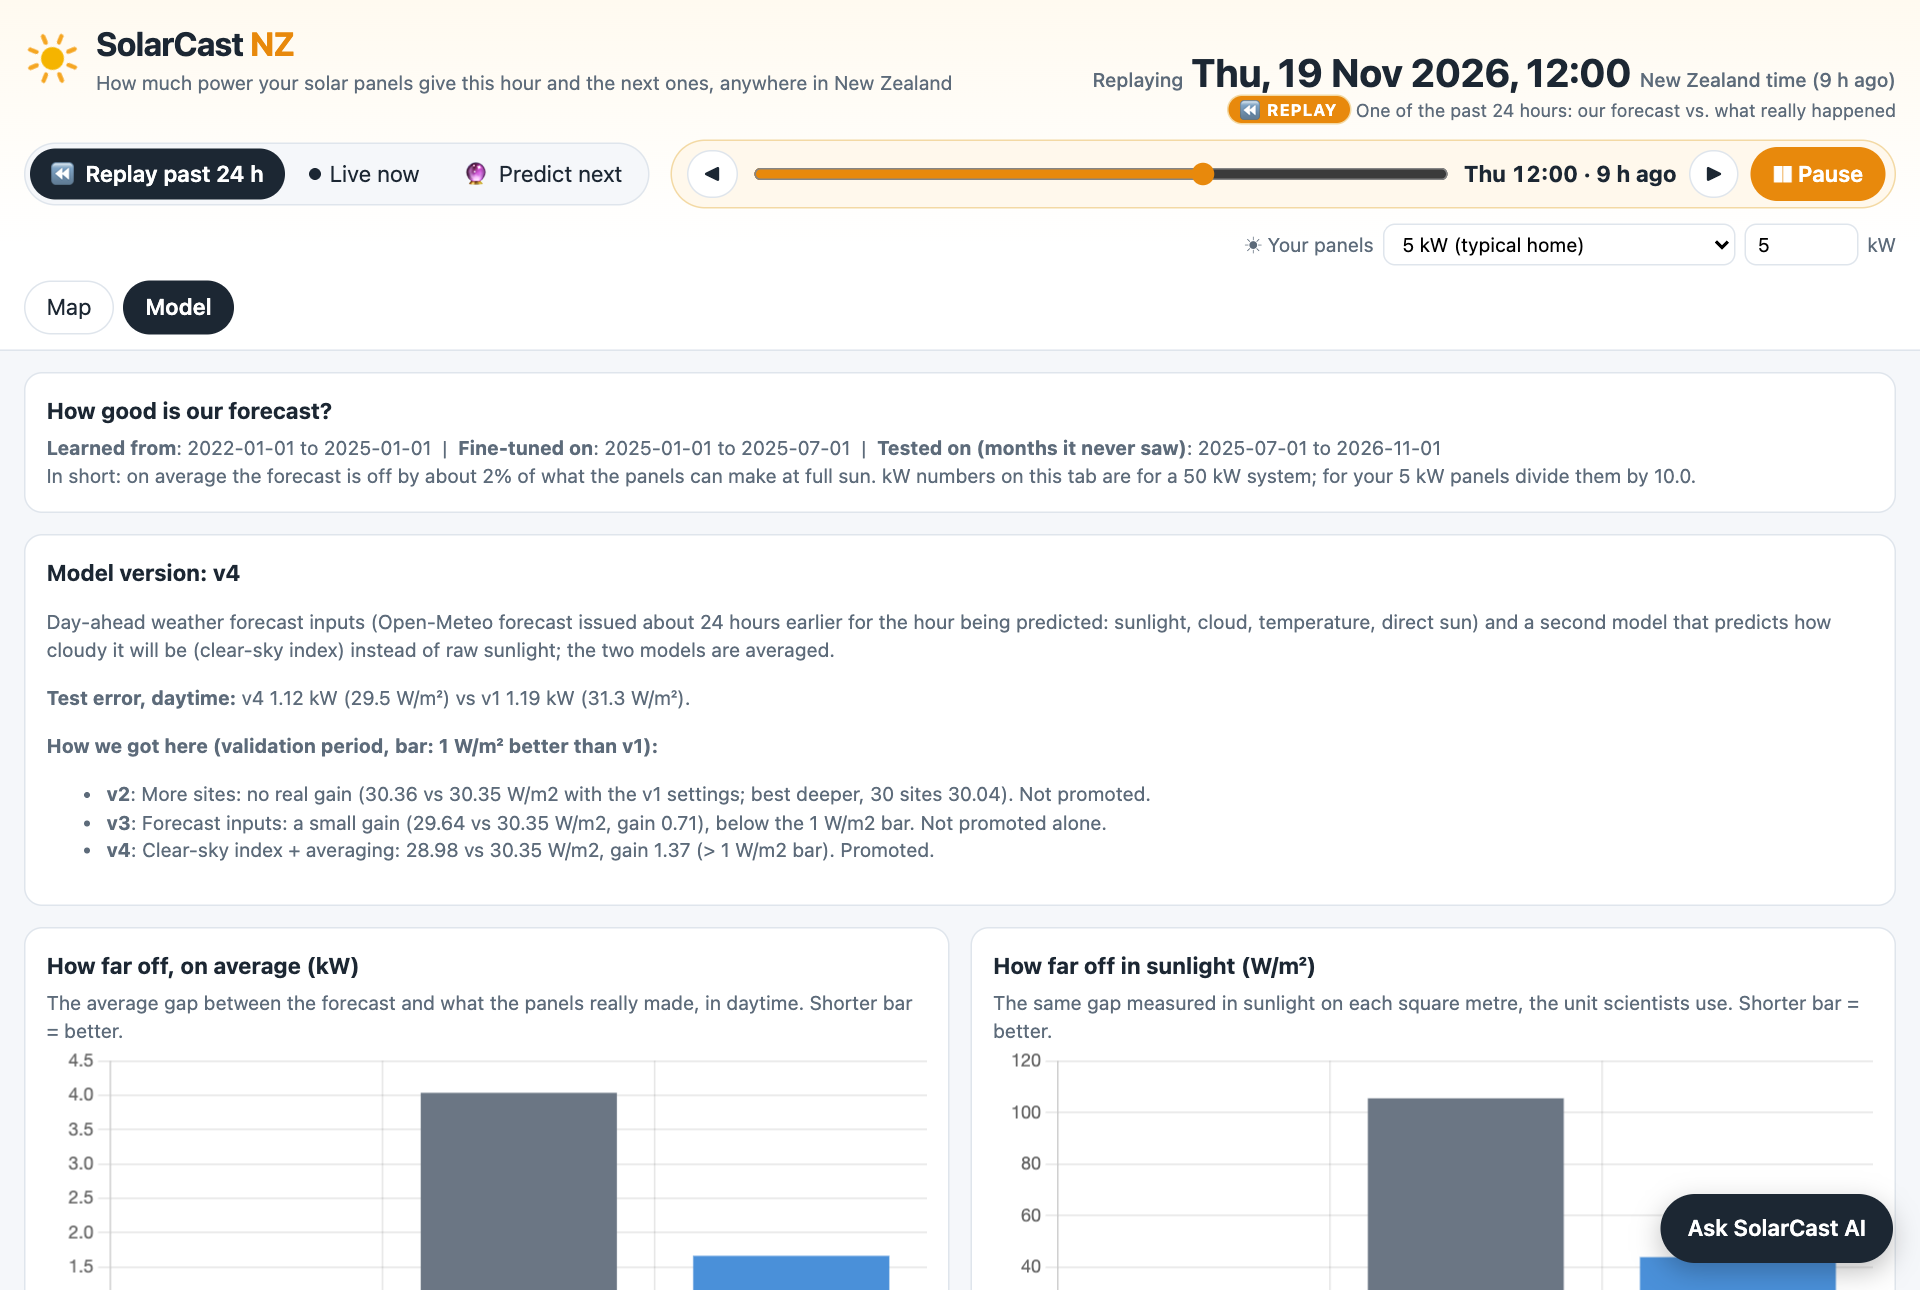 SolarCast NZ
How much power your solar panels give this hour and the next ones, anywhere in New Zealand
Replaying Thu, 19 Nov 2026, 12:00 New Zealand time (9 h ago)
REPLAY One of the past 24 hours: our forecast vs. what really happened
Replay past 24 h
Live now
Predict next
Thu 12:00 · 9 h ago
Pause
Your panels
5 kW (typical home)
5
kW
Map
Model
How good is our forecast?
Learned from: 2022-01-01 to 2025-01-01 | Fine-tuned on: 2025-01-01 to 2025-07-01 | Tested on (months it never saw): 2025-07-01 to 2026-11-01
In short: on average the forecast is off by about 2% of what the panels can make at full sun. kW numbers on this tab are for a 50 kW system; for your 5 kW panels divide them by 10.0.
Model version: v4
Day-ahead weather forecast inputs (Open-Meteo forecast issued about 24 hours earlier for the hour being predicted: sunlight, cloud, temperature, direct sun) and a second model that predicts how
cloudy it will be (clear-sky index) instead of raw sunlight; the two models are averaged.
Test error, daytime: v4 1.12 kW (29.5 W/m²) vs v1 1.19 kW (31.3 W/m²).
How we got here (validation period, bar: 1 W/m² better than v1):
• v2: More sites: no real gain (30.36 vs 30.35 W/m2 with the v1 settings; best deeper, 30 sites 30.04). Not promoted.
• v3: Forecast inputs: a small gain (29.64 vs 30.35 W/m2, gain 0.71), below the 1 W/m2 bar. Not promoted alone.
• v4: Clear-sky index + averaging: 28.98 vs 30.35 W/m2, gain 1.37 (> 1 W/m2 bar). Promoted.
How far off, on average (kW)
The average gap between the forecast and what the panels really made, in daytime. Shorter bar
= better.
4.5
4.0
3.5
3.0
2.5
2.0
1.5
How far off in sunlight (W/m²)
The same gap measured in sunlight on each square metre, the unit scientists use. Shorter bar =
better.
120
100
80
60
40
Ask SolarCast AI